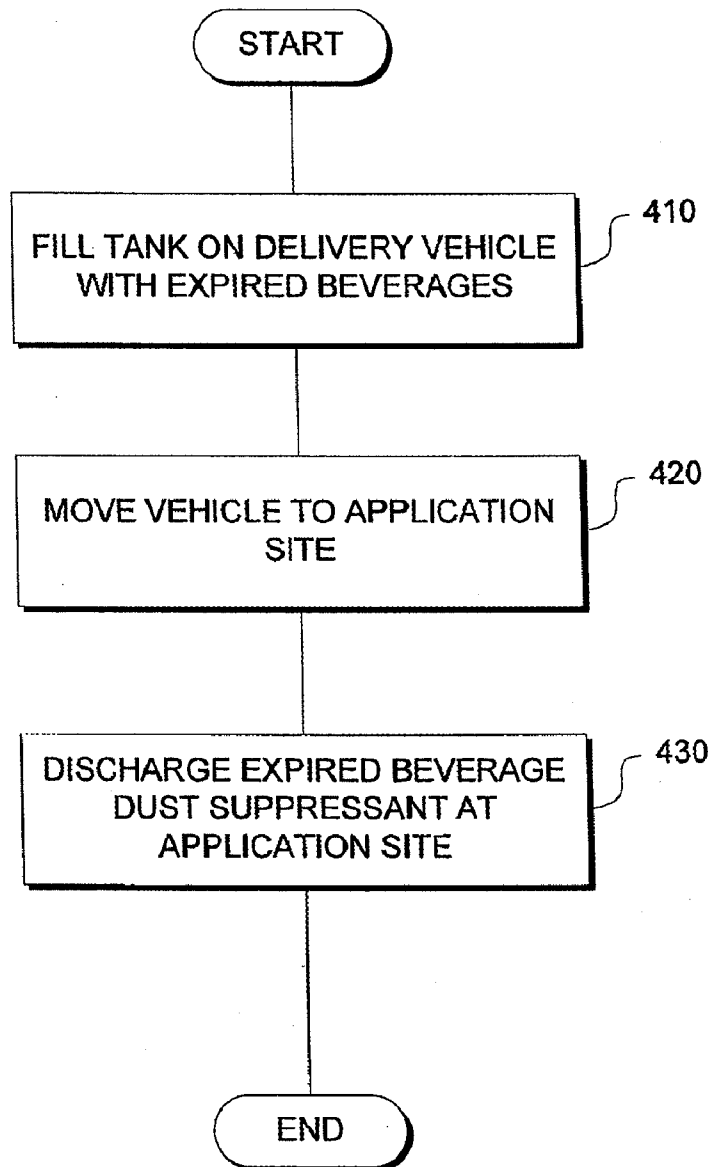 START
410
FILL TANK ON DELIVERY VEHICLE
WITH EXPIRED BEVERAGES
420
MOVE VEHICLE TO APPLICATION
SITE
430
DISCHARGE EXPIRED BEVERAGE
DUST SUPPRESSANT AT
APPLICATION SITE
END